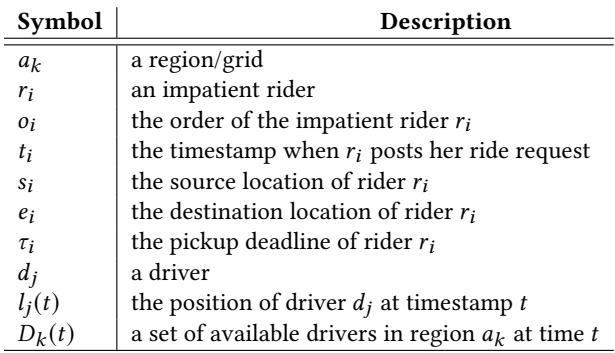 Symbol Description
a_k a region/grid
r_i an impatient rider
o_i the order of the impatient rider r_i
t_i the timestamp when r_i posts her ride request
s_i the source location of rider r_i
e_i the destination location of rider r_i
τ_i the pickup deadline of rider r_i
d_j a driver
l_j(t) the position of driver d_j at timestamp t
D_k(t) a set of available drivers in region a_k at time t